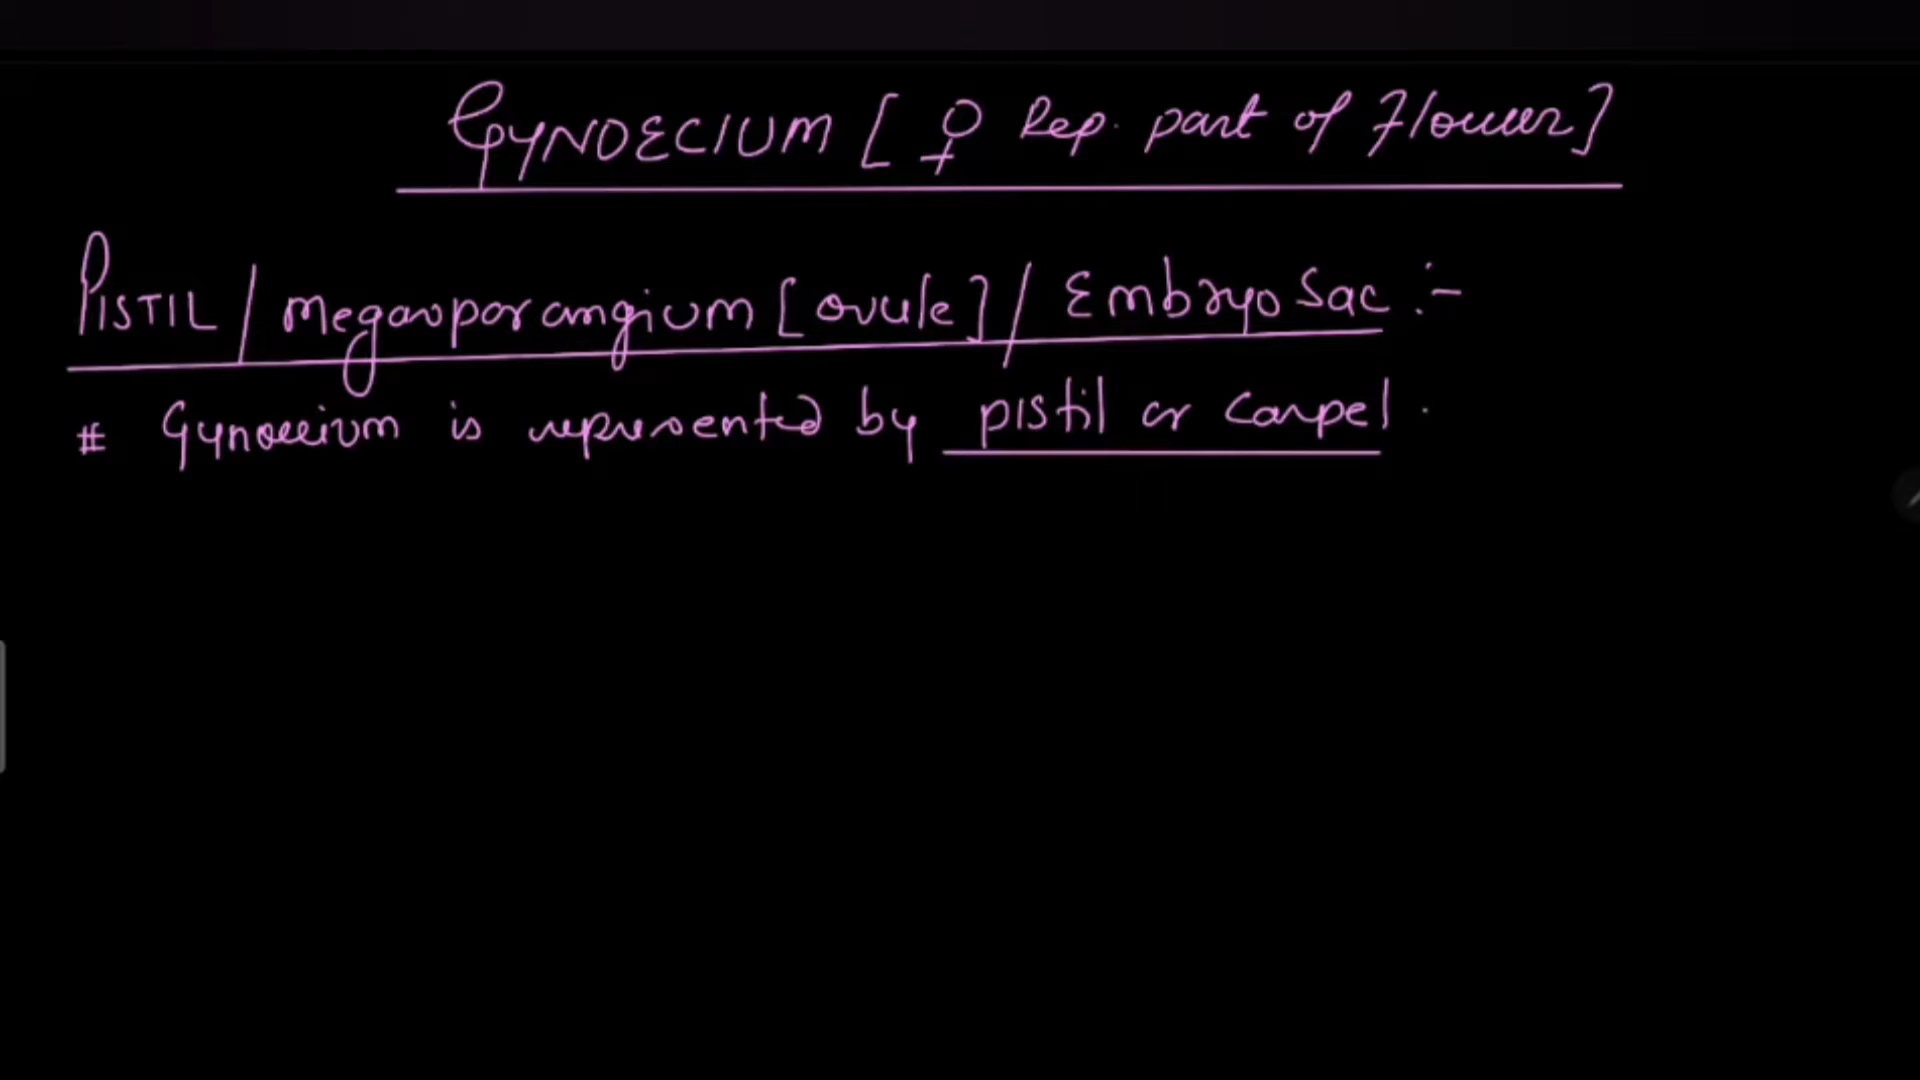 GYNOECIUM [ ♀ Rep. part of Flower]
PISTIL / Megasporangium [ovule] / Embryo Sac :-
# Gynoecium is represented by pistil or carpel .